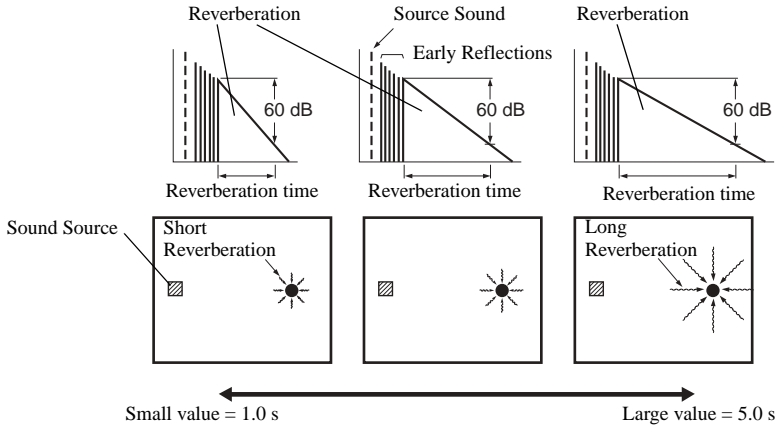 Reverberation
Source Sound
Reverberation
Early Reflections
60 dB
60 dB
60 dB
Reverberation time
Reverberation time
Reverberation time
Sound Source
Short
Reverberation
Long
Reverberation
Small value = 1.0 s
Large value = 5.0 s